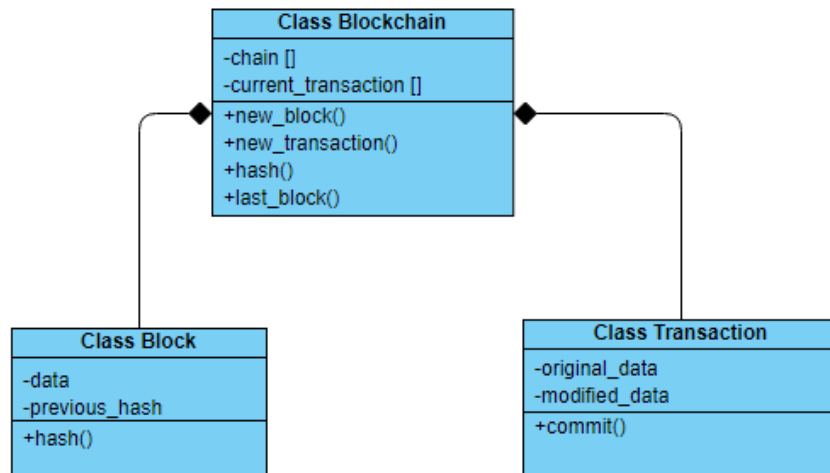 Class Blockchain
-chain []
-current_transaction []
+new_block()
+new_transaction()
+hash()
+last_block()
Class Block
-data
-previous_hash
+hash()
Class Transaction
-original_data
-modified_data
+commit()